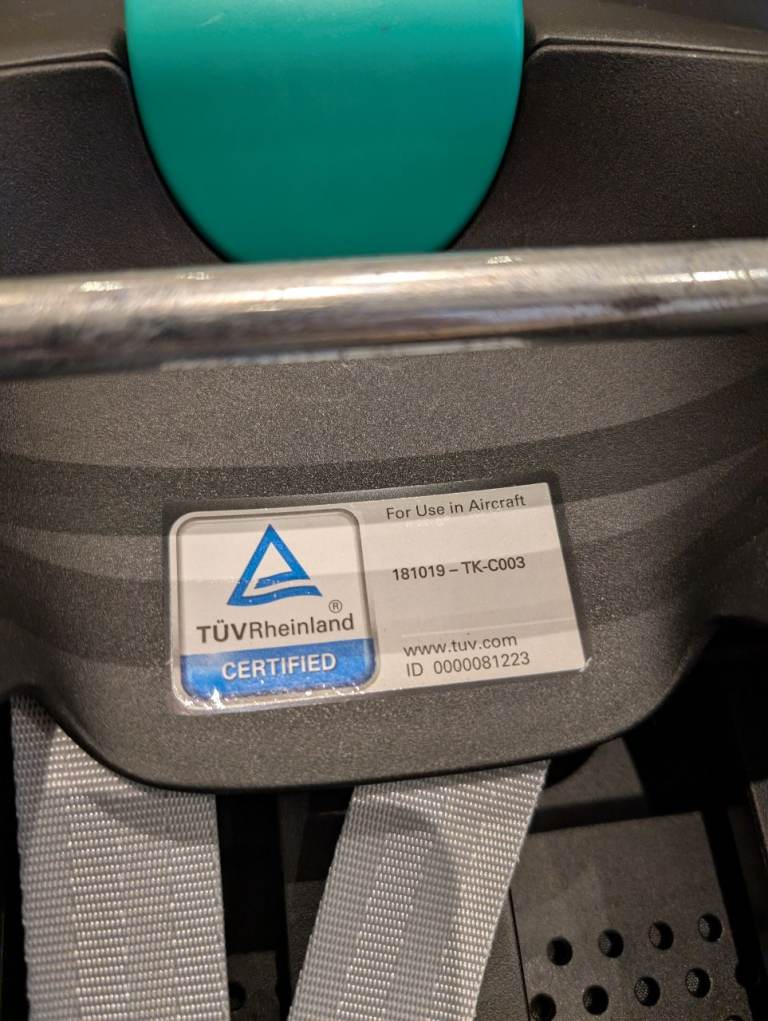 For Use in Aircraft
181019 – TK-C003
TÜVRheinland®
CERTIFIED
www.tuv.com
ID 0000081223